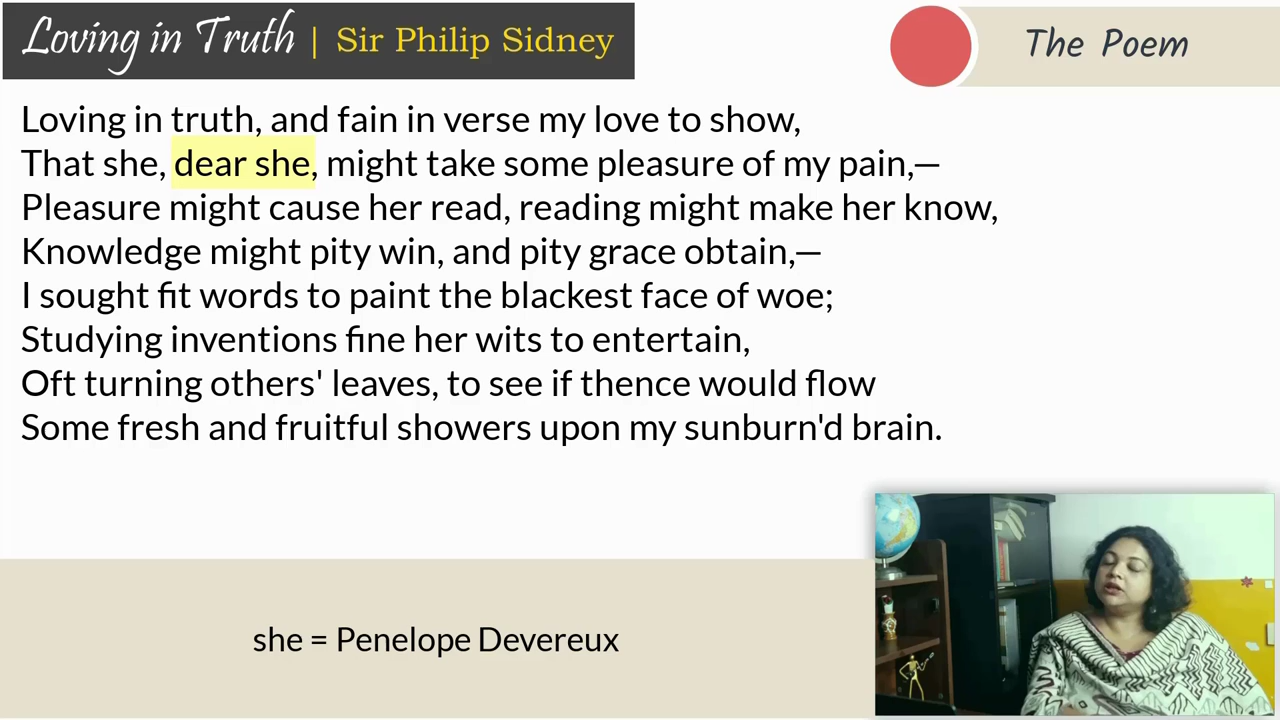 Loving in Truth | Sir Philip Sidney
The Poem
Loving in truth, and fain in verse my love to show,
That she, dear she, might take some pleasure of my pain,—
Pleasure might cause her read, reading might make her know,
Knowledge might pity win, and pity grace obtain,—
I sought fit words to paint the blackest face of woe;
Studying inventions fine her wits to entertain,
Oft turning others' leaves, to see if thence would flow
Some fresh and fruitful showers upon my sunburn'd brain.
she = Penelope Devereux